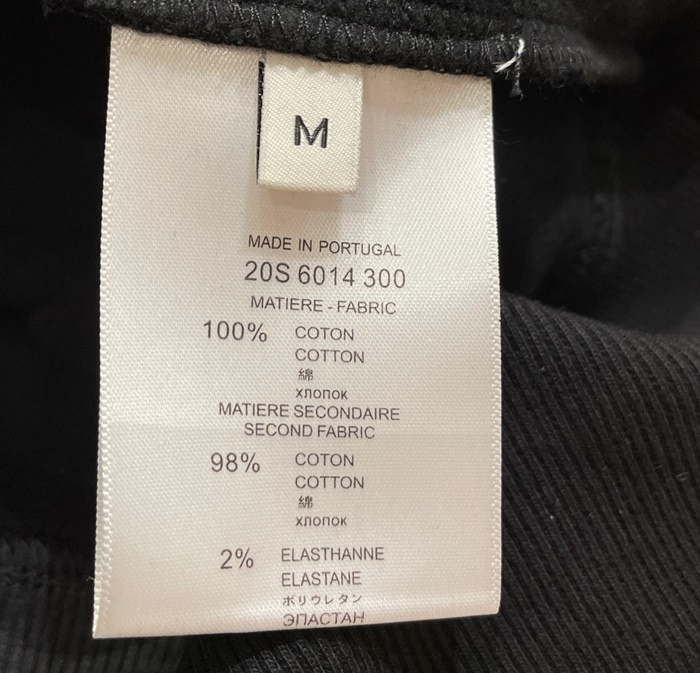 M
MADE IN PORTUGAL
20S 6014 300
MATIERE - FABRIC
100% COTON
COTTON
綿
хлопок
MATIERE SECONDAIRE
SECOND FABRIC
98% COTON
COTTON
綿
хлопок
2% ELASTHANNE
ELASTANE
ポリウレタン
ЭПАСТАН